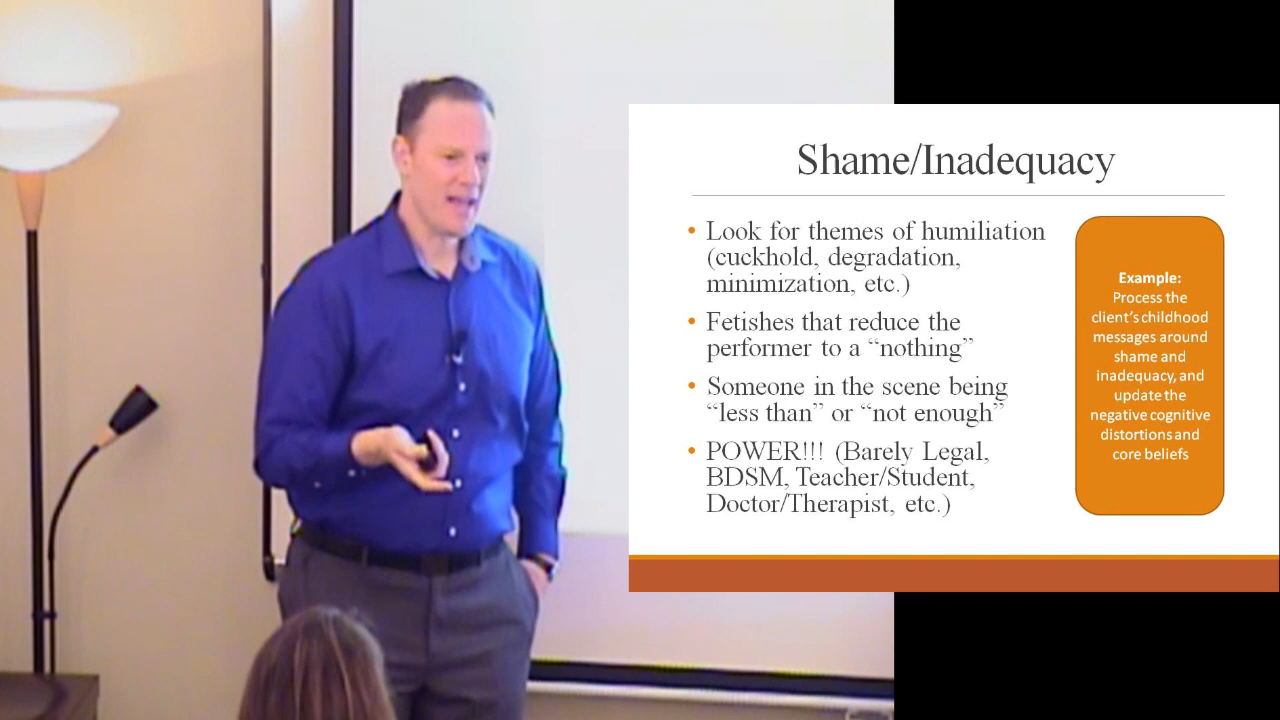 Shame/Inadequacy
• Look for themes of humiliation
(cuckhold, degradation,
minimization, etc.)
• Fetishes that reduce the
performer to a “nothing”
• Someone in the scene being
“less than” or “not enough”
• POWER!!! (Barely Legal,
BDSM, Teacher/Student,
Doctor/Therapist, etc.)
Example:
Process the
client’s childhood
messages around
shame and
inadequacy, and
update the
negative cognitive
distortions and
core beliefs